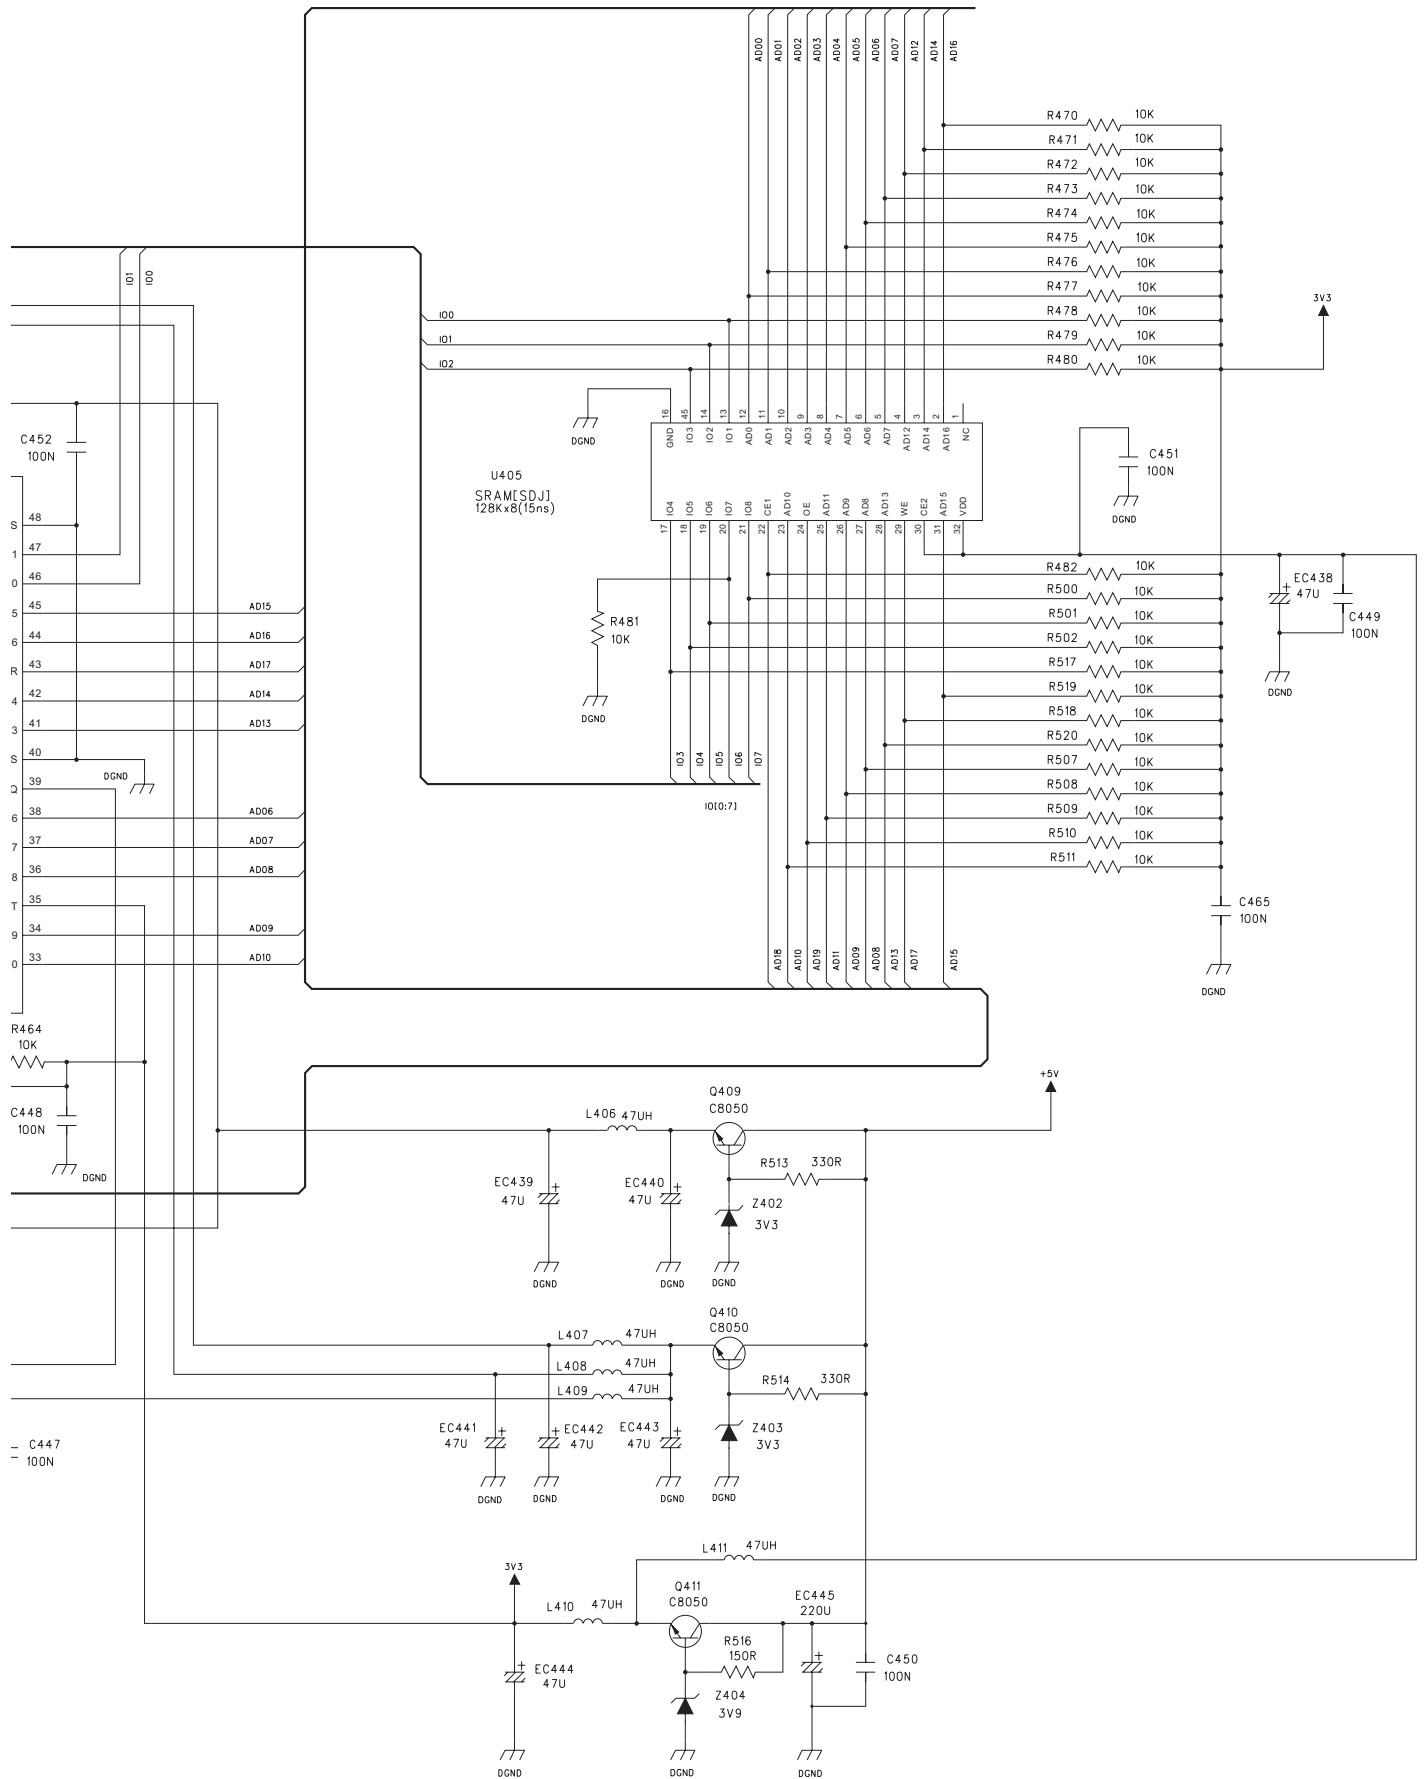 AD00 AD01 AD02 AD03 AD04 AD05 AD06 AD07 AD12 AD14 AD16
R470 10K
R471 10K
R472 10K
R473 10K
R474 10K
R475 10K
R476 10K
R477 10K
R478 10K
R479 10K
R480 10K
3V3
IO1 IO0
IO0
IO1
IO2
DGND
16 45 14 13 12 11 10 9 8 7 6 5 4 3 2 1
GND IO3 IO2 IO1 AD0 AD1 AD2 AD3 AD4 AD5 AD6 AD7 AD12 AD14 AD16 NC
U405
SRAM[SDJ]
128Kx8(15ns)
IO4 IO5 IO6 IO7 IO8 CE1 AD10 OE AD11 AD9 AD8 AD13 WE CE2 AD15 VDD
17 18 19 20 21 22 23 24 25 26 27 28 29 30 31 32
C451
100N
DGND
C452
100N
S 48
1 47
0 46
5 45 AD15
6 44 AD16
R 43 AD17
4 42 AD14
3 41 AD13
S 40
DGND
Q 39
6 38 AD06
7 37 AD07
8 36 AD08
T 35
9 34 AD09
0 33 AD10
R481
10K
DGND
IO3 IO4 IO5 IO6 IO7
IO[0:7]
R482 10K
R500 10K
R501 10K
R502 10K
R517 10K
R519 10K
R518 10K
R520 10K
R507 10K
R508 10K
R509 10K
R510 10K
R511 10K
EC438
47U
C449
100N
DGND
C465
100N
DGND
AD18 AD10 AD19 AD11 AD09 AD08 AD13 AD17 AD15
R464
10K
C448
100N
DGND
+5V
Q409
C8050
L406 47UH
R513 330R
EC439
47U
EC440
47U
Z402
3V3
DGND DGND DGND
Q410
C8050
L407 47UH
L408 47UH
L409 47UH
R514 330R
EC441
47U
EC442
47U
EC443
47U
Z403
3V3
DGND DGND DGND DGND
C447
100N
L411 47UH
3V3
L410 47UH
Q411
C8050
EC445
220U
R516
150R
EC444
47U
Z404
3V9
C450
100N
DGND DGND DGND